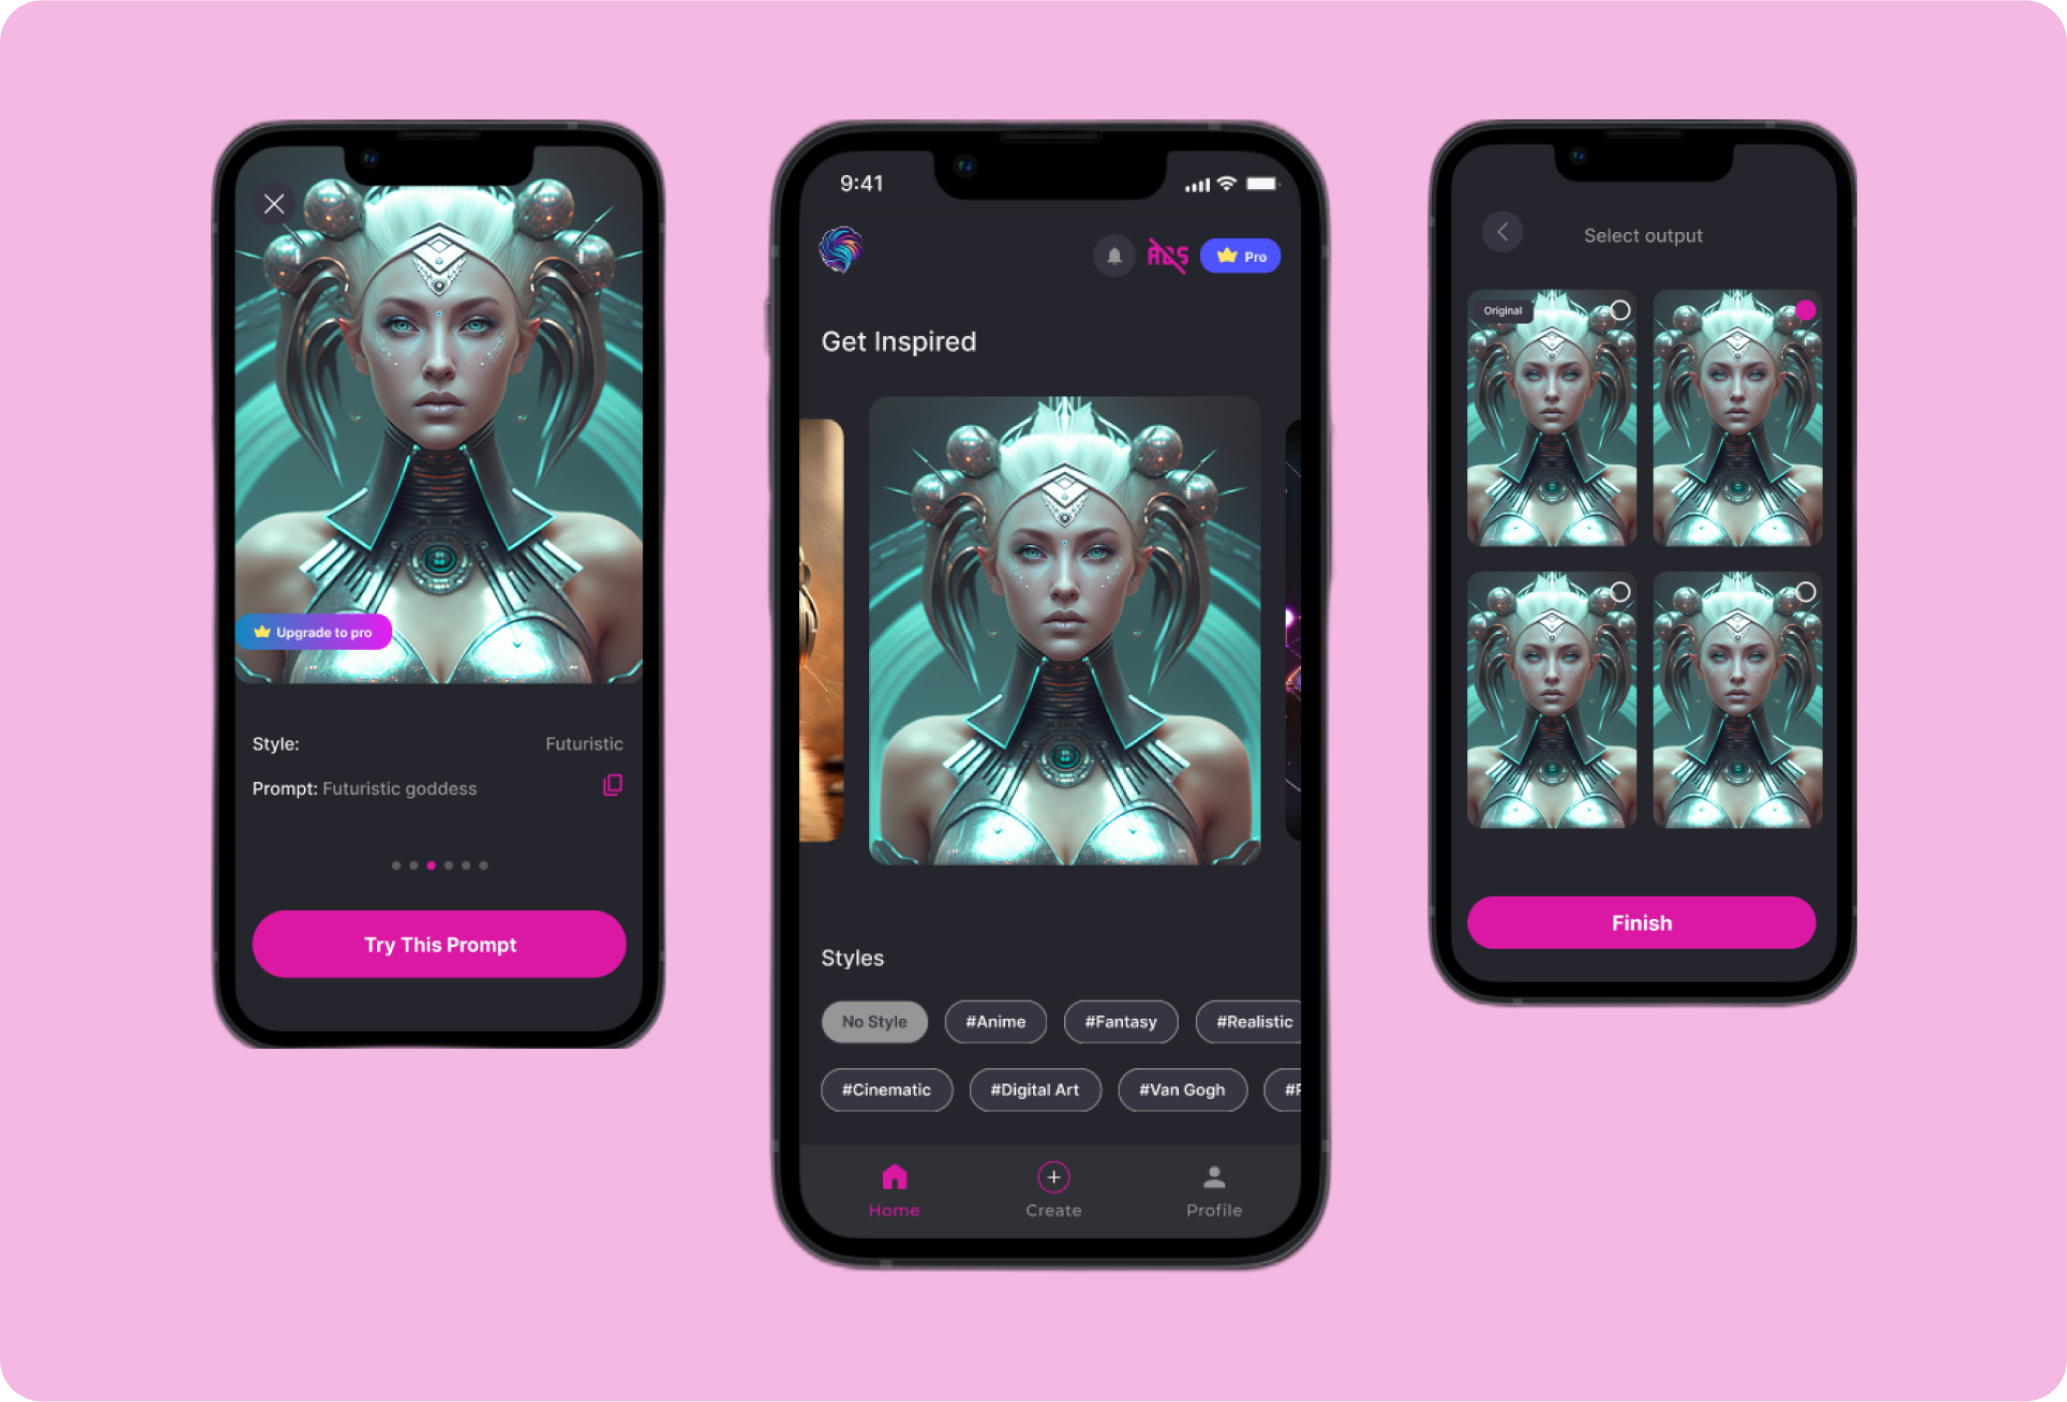 Upgrade to pro
Style: Futuristic
Prompt: Futuristic goddess
Try This Prompt
9:41
ADS
Pro
Get Inspired
Styles
No Style #Anime #Fantasy #Realistic
#Cinematic #Digital Art #Van Gogh
Home Create Profile
Select output
Original
Finish